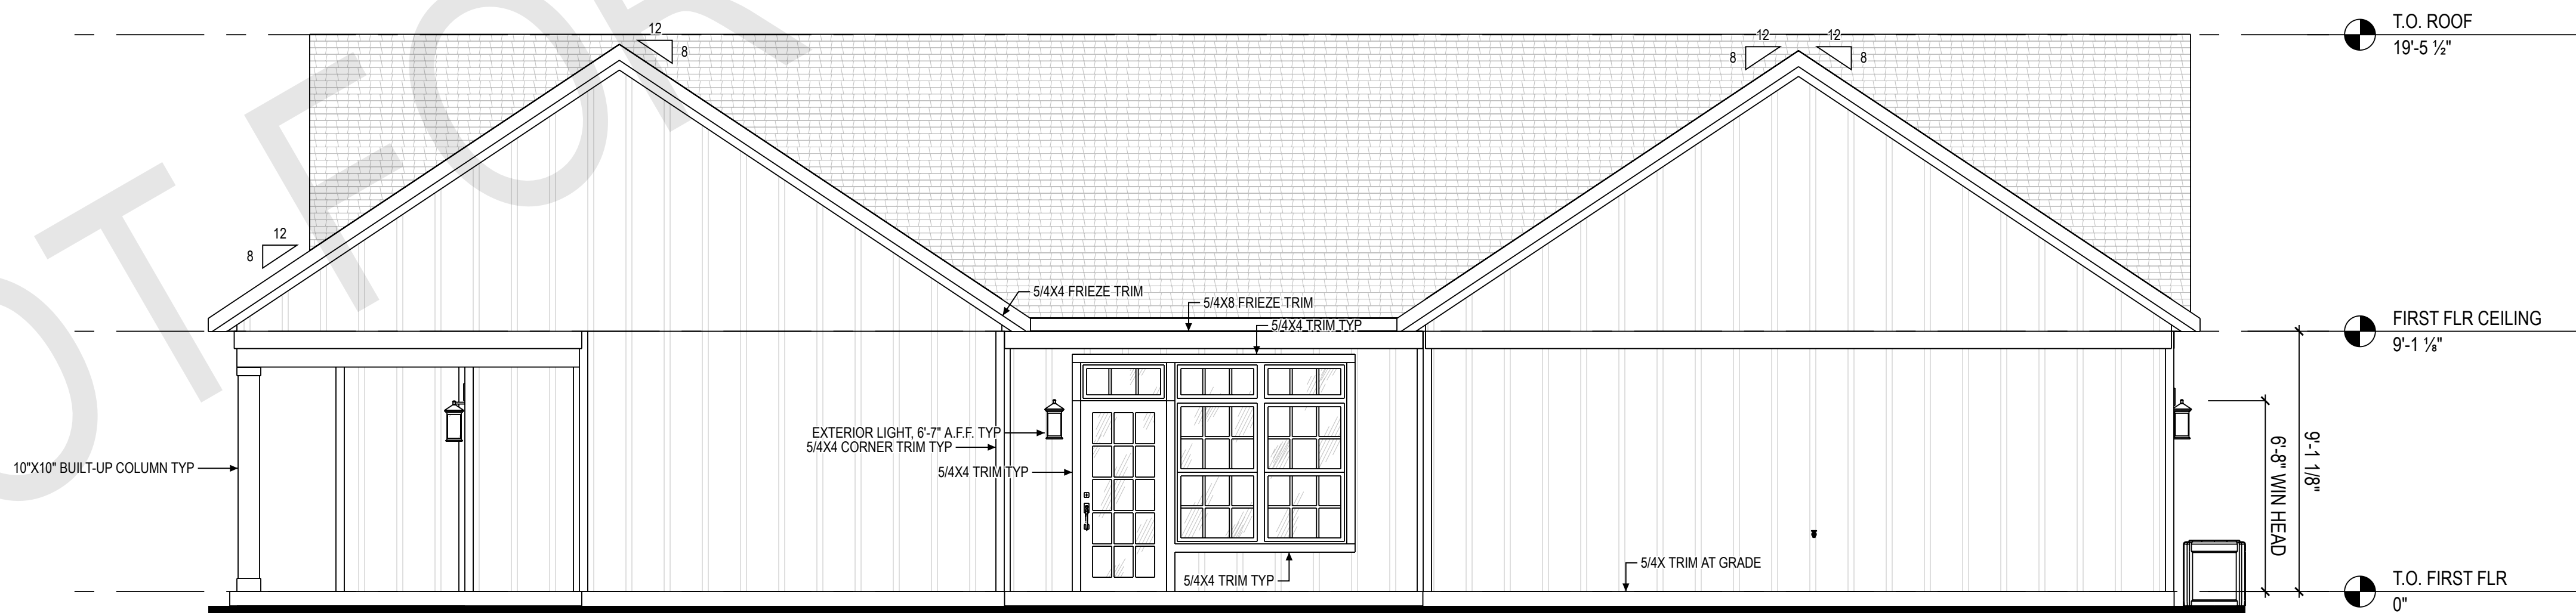 OT FOR
12
8
12
12
8
8
T.O. ROOF
19'-5 ½"
12
8
5/4X4 FRIEZE TRIM
5/4X8 FRIEZE TRIM
5/4X4 TRIM TYP
FIRST FLR CEILING
9'-1 ⅛"
EXTERIOR LIGHT, 6'-7" A.F.F. TYP
5/4X4 CORNER TRIM TYP
10"X10" BUILT-UP COLUMN TYP
5/4X4 TRIM TYP
6'-8" WIN HEAD
9'-1 1/8"
5/4X TRIM AT GRADE
5/4X4 TRIM TYP
T.O. FIRST FLR
0"